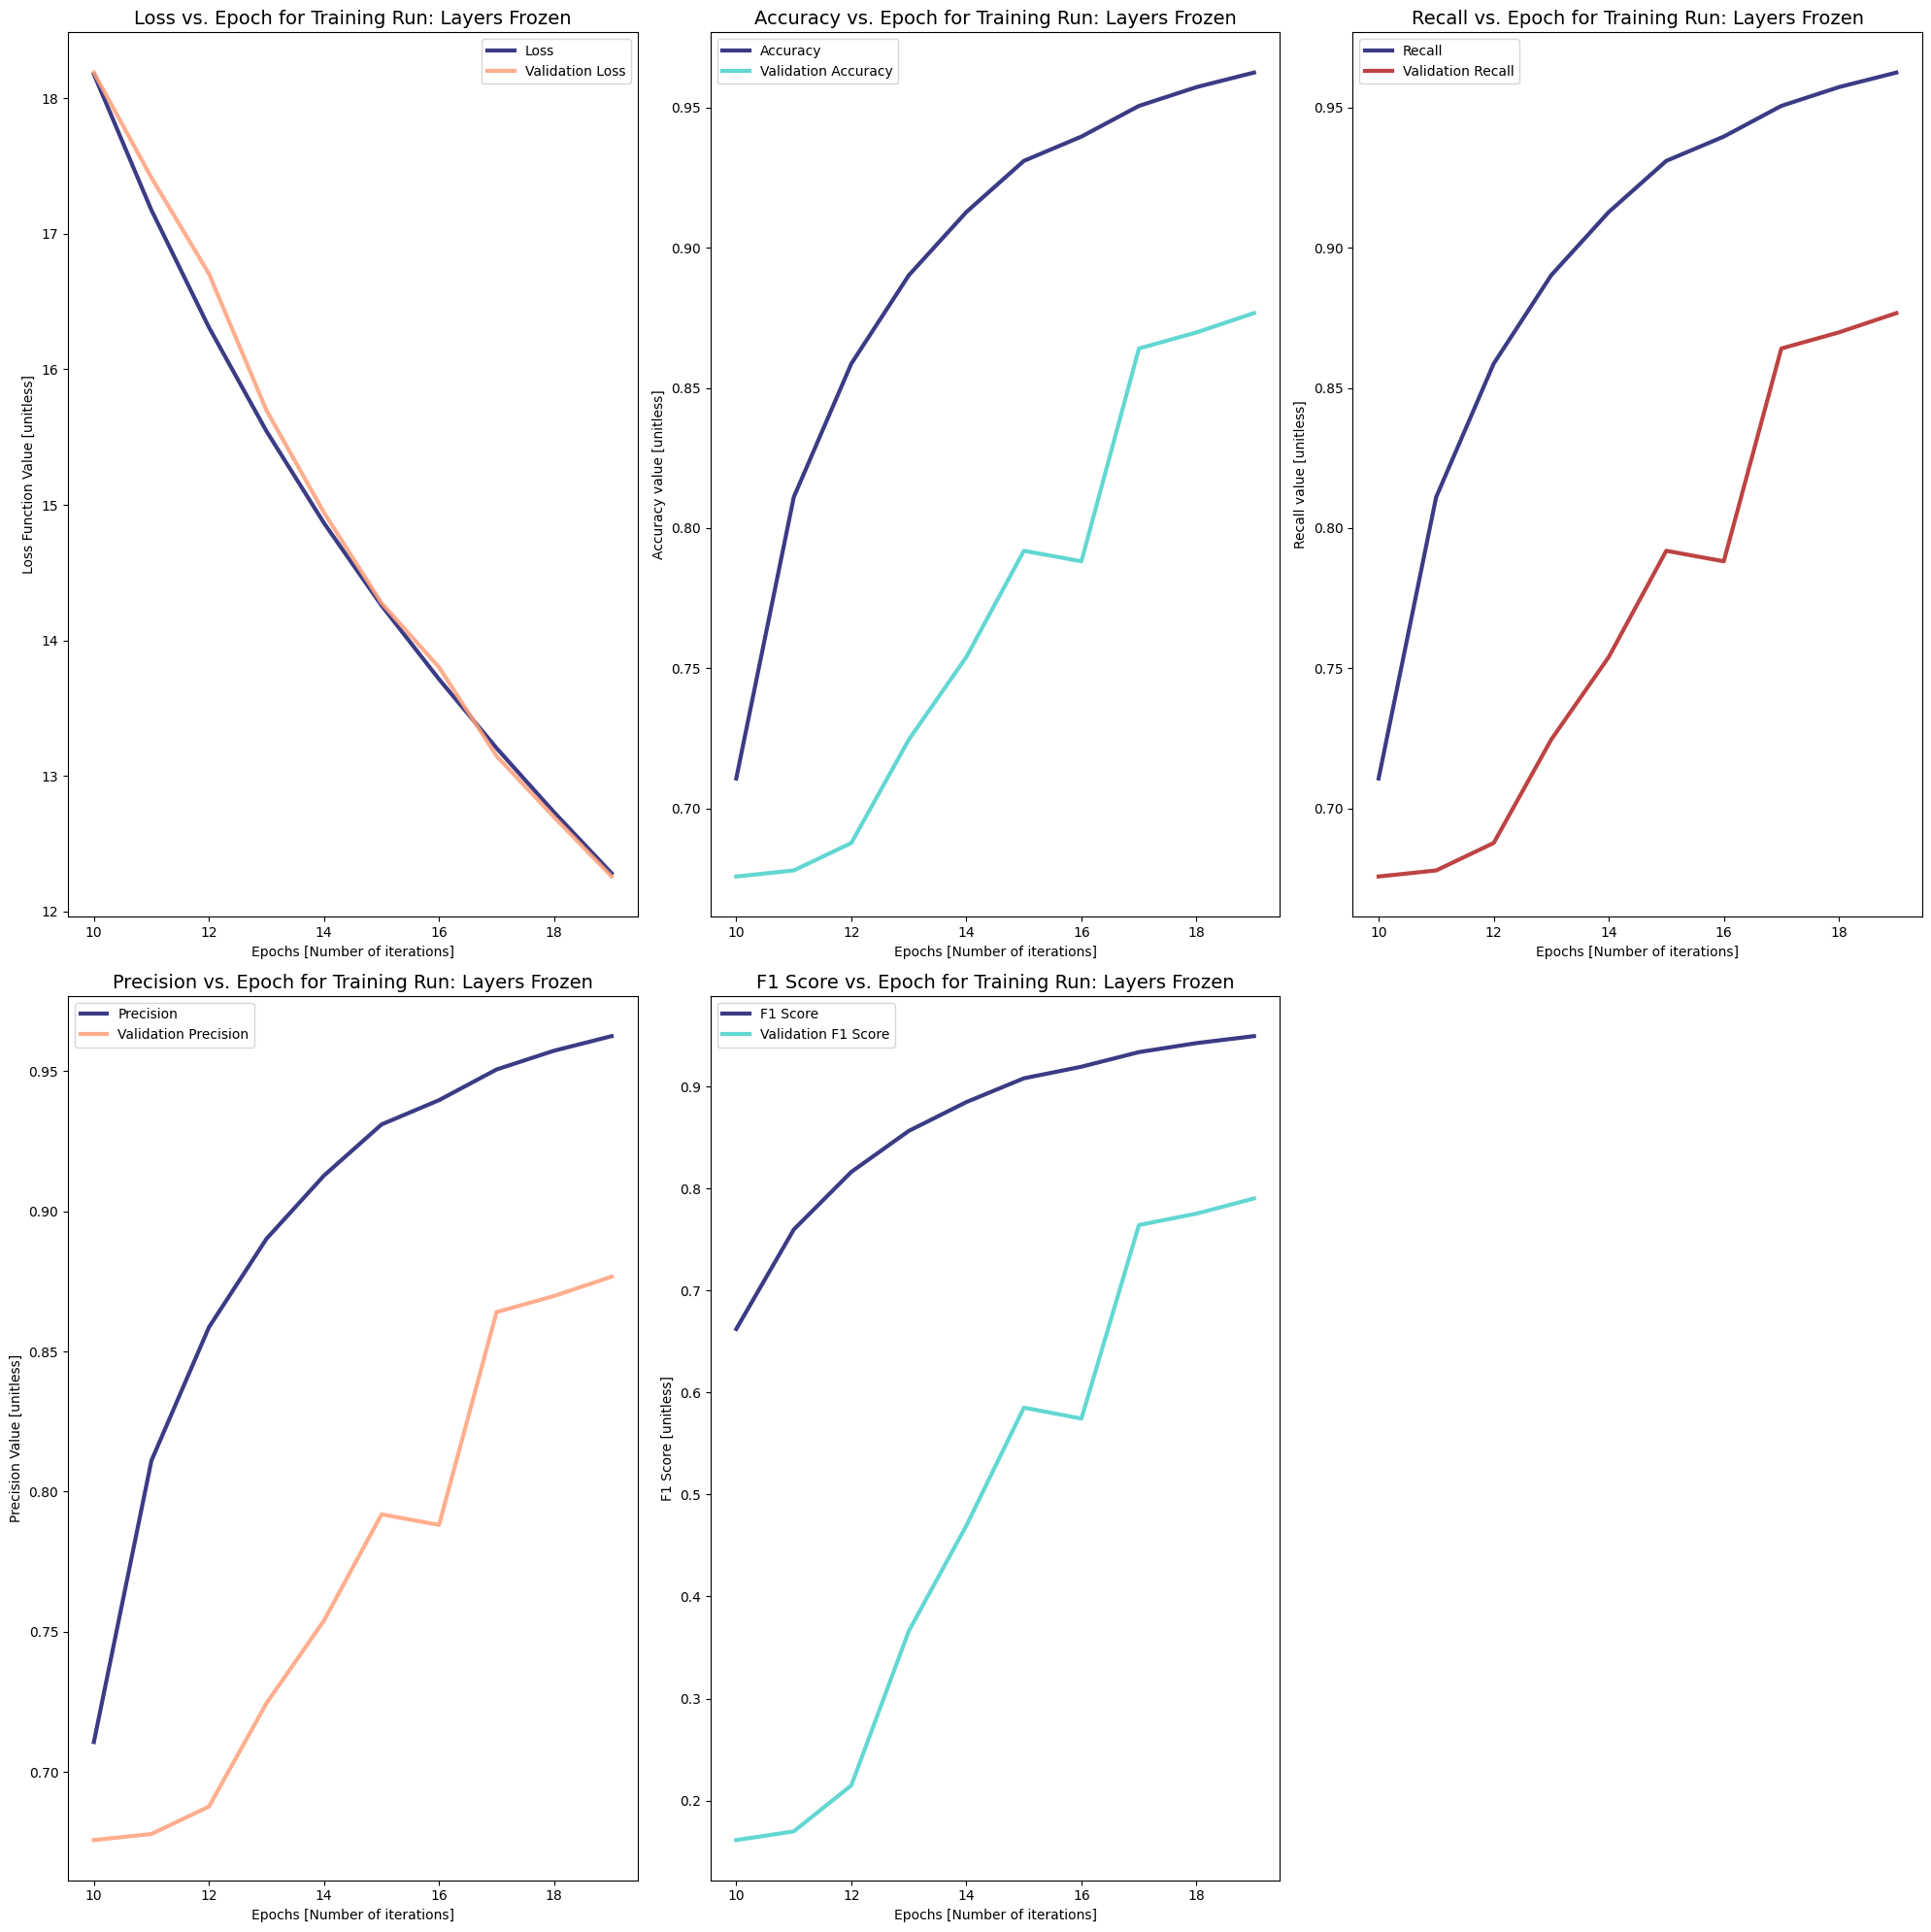 Loss vs. Epoch for Training Run: Layers Frozen
Loss
Validation Loss
18
17
16
15
14
13
12
Loss Function Value [unitless]
10 12 14 16 18
Epochs [Number of iterations]
Accuracy vs. Epoch for Training Run: Layers Frozen
Accuracy
Validation Accuracy
0.95
0.90
0.85
0.80
0.75
0.70
Accuracy value [unitless]
10 12 14 16 18
Epochs [Number of iterations]
Recall vs. Epoch for Training Run: Layers Frozen
Recall
Validation Recall
0.95
0.90
0.85
0.80
0.75
0.70
Recall value [unitless]
10 12 14 16 18
Epochs [Number of iterations]
Precision vs. Epoch for Training Run: Layers Frozen
Precision
Validation Precision
0.95
0.90
0.85
0.80
0.75
0.70
Precision Value [unitless]
10 12 14 16 18
Epochs [Number of iterations]
F1 Score vs. Epoch for Training Run: Layers Frozen
F1 Score
Validation F1 Score
0.9
0.8
0.7
0.6
0.5
0.4
0.3
0.2
F1 Score [unitless]
10 12 14 16 18
Epochs [Number of iterations]